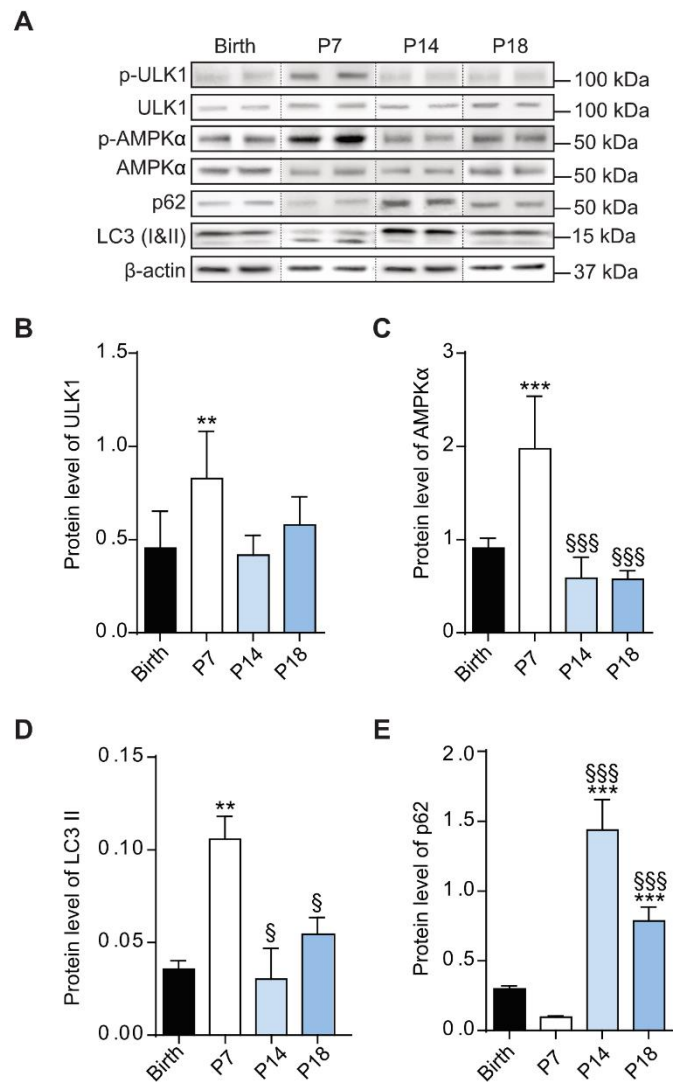 A
Birth P7 P14 P18
p-ULK1 100 kDa
ULK1 100 kDa
p-AMPKα 50 kDa
AMPKα 50 kDa
p62 50 kDa
LC3 (I&II) 15 kDa
β-actin 37 kDa
B
Protein level of ULK1
1.5
1.0
0.5
0.0
**
Birth P7 P14 P18
C
Protein level of AMPKα
3
2
1
0
***
§§§ §§§
Birth P7 P14 P18
D
Protein level of LC3 II
0.15
0.10
0.05
0.00
**
§ §
Birth P7 P14 P18
E
Protein level of p62
2.0
1.5
1.0
0.5
0.0
§§§
***
§§§
***
Birth P7 P14 P18